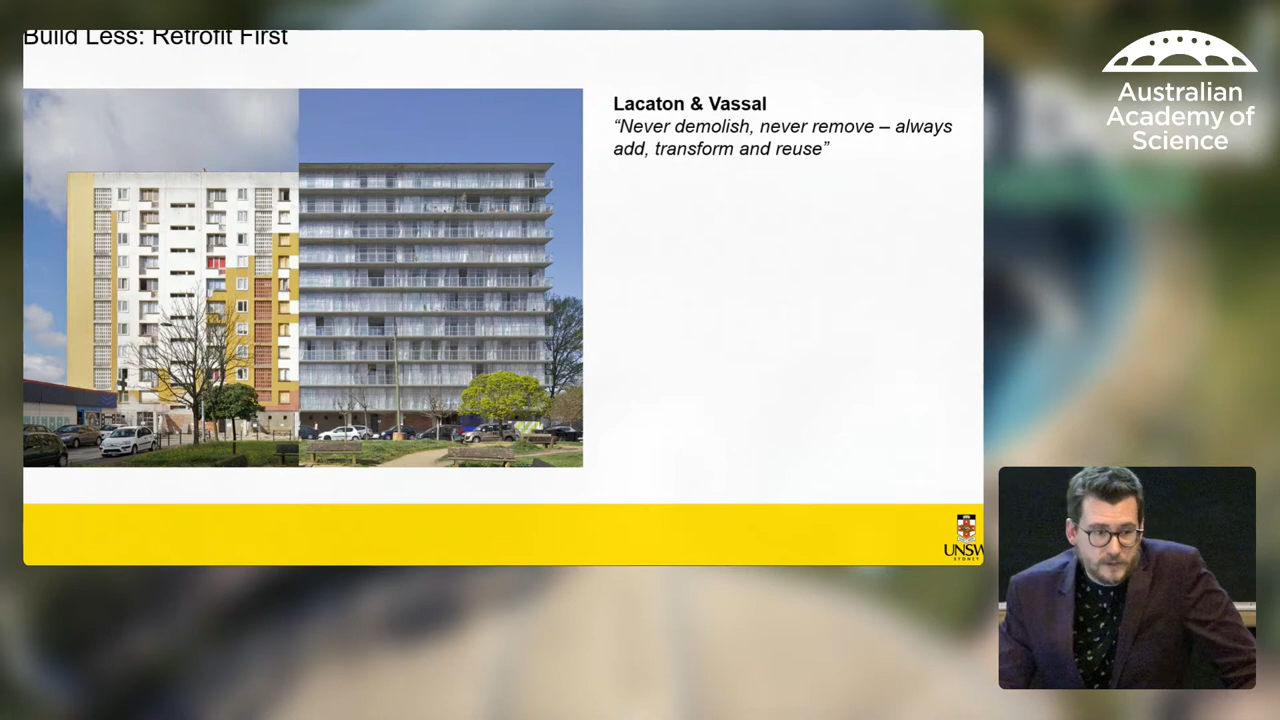 Build Less: Retrofit First
Lacaton & Vassal
“Never demolish, never remove – always
add, transform and reuse”
Australian
Academy of
Science
UNSW
SYDNEY